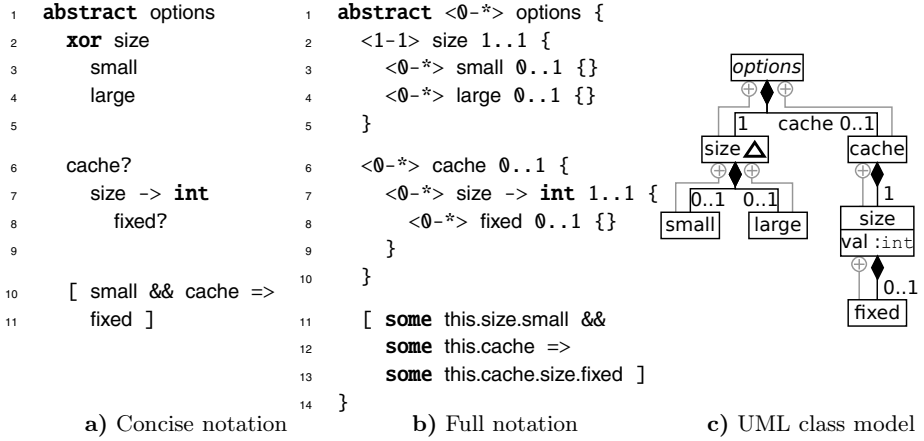 1 abstract options
2 xor size
3 small
4 large
5
6 cache?
7 size -> int
8 fixed?
9
10 [ small && cache =>
11 fixed ]
a) Concise notation
1 abstract <0-*> options {
2 <1-1> size 1..1 {
3 <0-*> small 0..1 {}
4 <0-*> large 0..1 {}
5 }
6 <0-*> cache 0..1 {
7 <0-*> size -> int 1..1 {
8 <0-*> fixed 0..1 {}
9 }
10 }
11 [ some this.size.small &&
12 some this.cache =>
13 some this.cache.size.fixed ]
14 }
b) Full notation
options
1 cache 0..1
size cache
0..1 0..1 1
small large size
val :int
0..1
fixed
c) UML class model